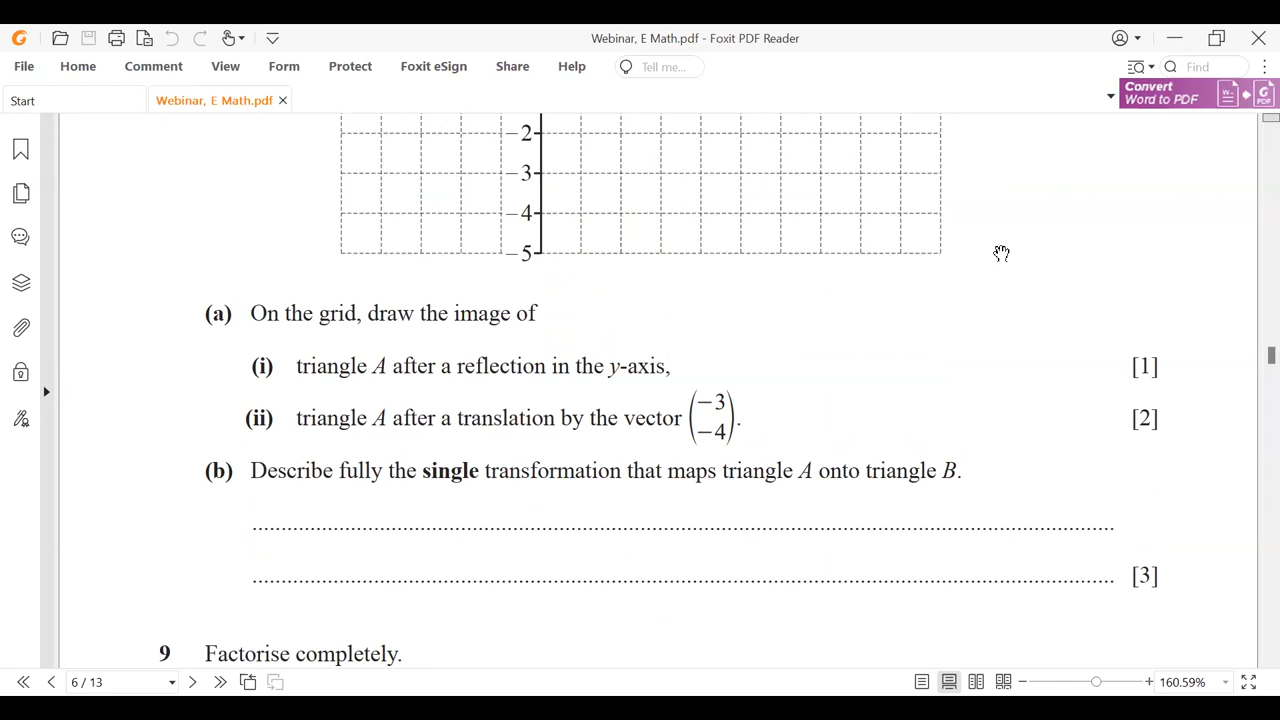 Webinar, E Math.pdf - Foxit PDF Reader
File Home Comment View Form Protect Foxit eSign Share Help Tell me... Find
Start Webinar, E Math.pdf
Convert
Word to PDF
−2
−3
−4
−5
(a) On the grid, draw the image of
(i) triangle A after a reflection in the y-axis, [1]
(ii) triangle A after a translation by the vector (−3 −4). [2]
(b) Describe fully the single transformation that maps triangle A onto triangle B.
[3]
9 Factorise completely.
6 / 13 160.59%